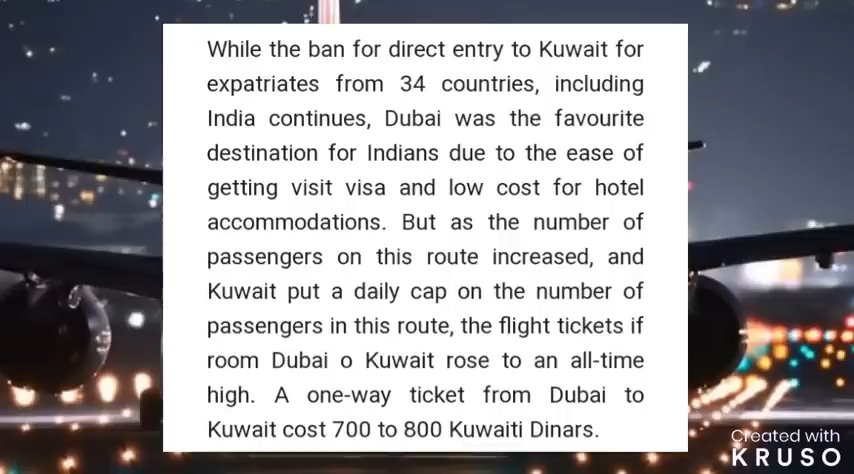 While the ban for direct entry to Kuwait for
expatriates from 34 countries, including
India continues, Dubai was the favourite
destination for Indians due to the ease of
getting visit visa and low cost for hotel
accommodations. But as the number of
passengers on this route increased, and
Kuwait put a daily cap on the number of
passengers in this route, the flight tickets if
room Dubai o Kuwait rose to an all-time
high. A one-way ticket from Dubai to
Kuwait cost 700 to 800 Kuwaiti Dinars.
Created with
KRUSO